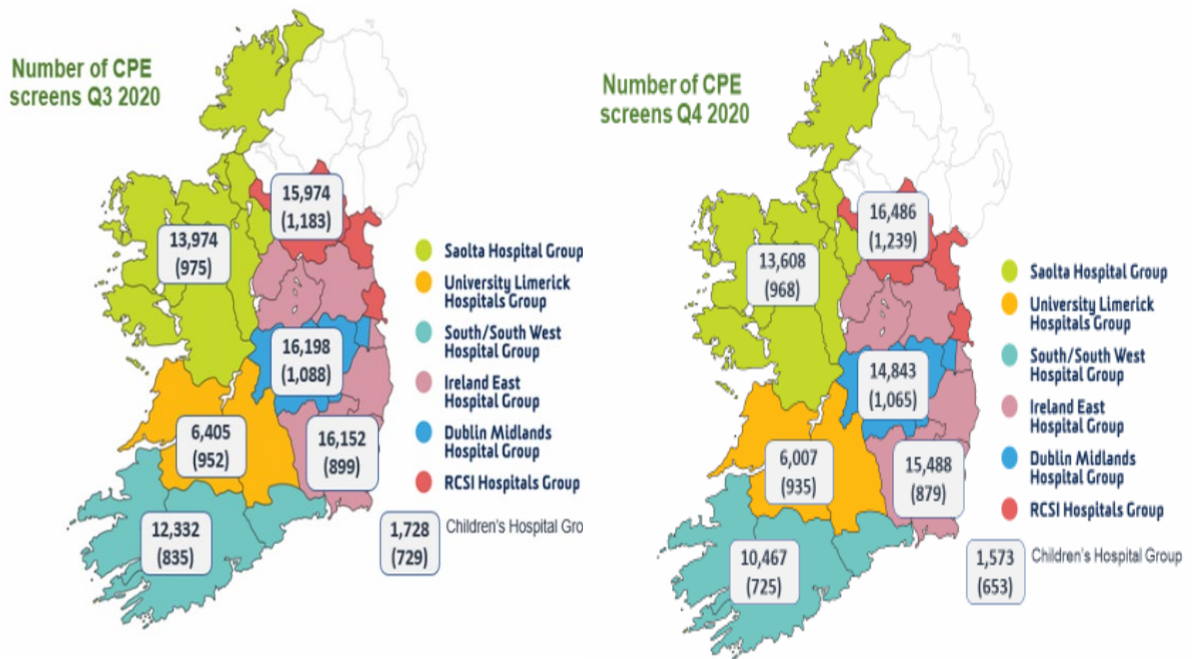 Number of CPE
screens Q3 2020
15,974
(1,183)
13,974
(975)
16,198
(1,088)
6,405
(952)
16,152
(899)
12,332
(835)
1,728
(729)
Saolta Hospital Group
University Limerick
Hospitals Group
South/South West
Hospital Group
Ireland East
Hospital Group
Dublin Midlands
Hospital Group
RCSI Hospitals Group
Children's Hospital Gro
Number of CPE
screens Q4 2020
16,486
(1,239)
13,608
(968)
14,843
(1,065)
6,007
(935)
15,488
(879)
10,467
(725)
1,573
(653)
Saolta Hospital Group
University Limerick
Hospitals Group
South/South West
Hospital Group
Ireland East
Hospital Group
Dublin Midlands
Hospital Group
RCSI Hospitals Group
Children's Hospital Group